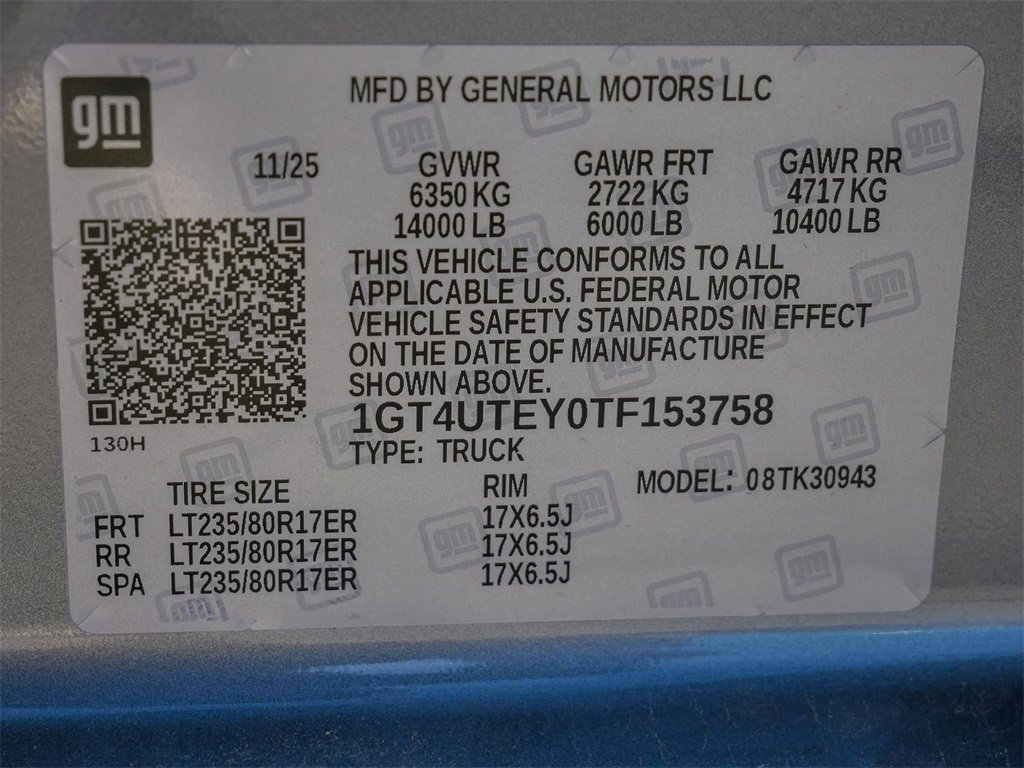 gm
MFD BY GENERAL MOTORS LLC
11/25 GVWR GAWR FRT GAWR RR
6350 KG 2722 KG 4717 KG
14000 LB 6000 LB 10400 LB
THIS VEHICLE CONFORMS TO ALL
APPLICABLE U.S. FEDERAL MOTOR
VEHICLE SAFETY STANDARDS IN EFFECT
ON THE DATE OF MANUFACTURE
SHOWN ABOVE.
1GT4UTEY0TF153758
130H
TYPE: TRUCK
TIRE SIZE RIM MODEL: 08TK30943
FRT LT235/80R17ER 17X6.5J
RR LT235/80R17ER 17X6.5J
SPA LT235/80R17ER 17X6.5J